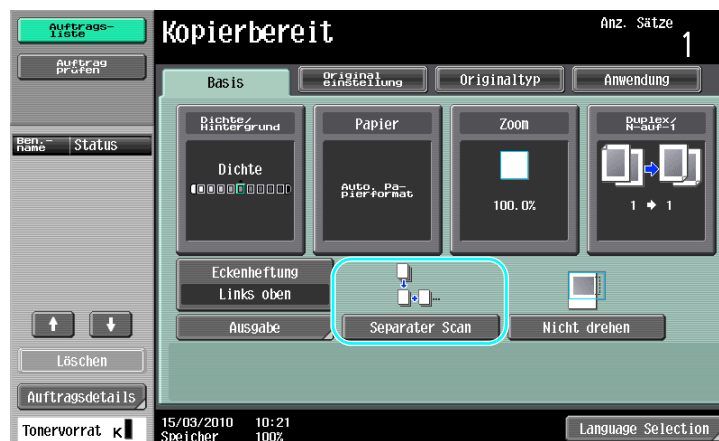 Auftrags-
liste
Auftrag
prüfen
Ben.-
name
Status
Löschen
Auftragsdetails
Tonervorrat K
Kopierbereit
Anz. Sätze
1
Basis
Original
einstellung
Originaltyp
Anwendung
Dichte/
Hintergrund
Dichte
Papier
Auto. Pa-
pierformat
Zoom
100.0%
Duplex/
N-auf-1
1 → 1
Eckenheftung
Links oben
Ausgabe
Separater Scan
Nicht drehen
15/03/2010 10:21
Speicher 100%
Language Selection